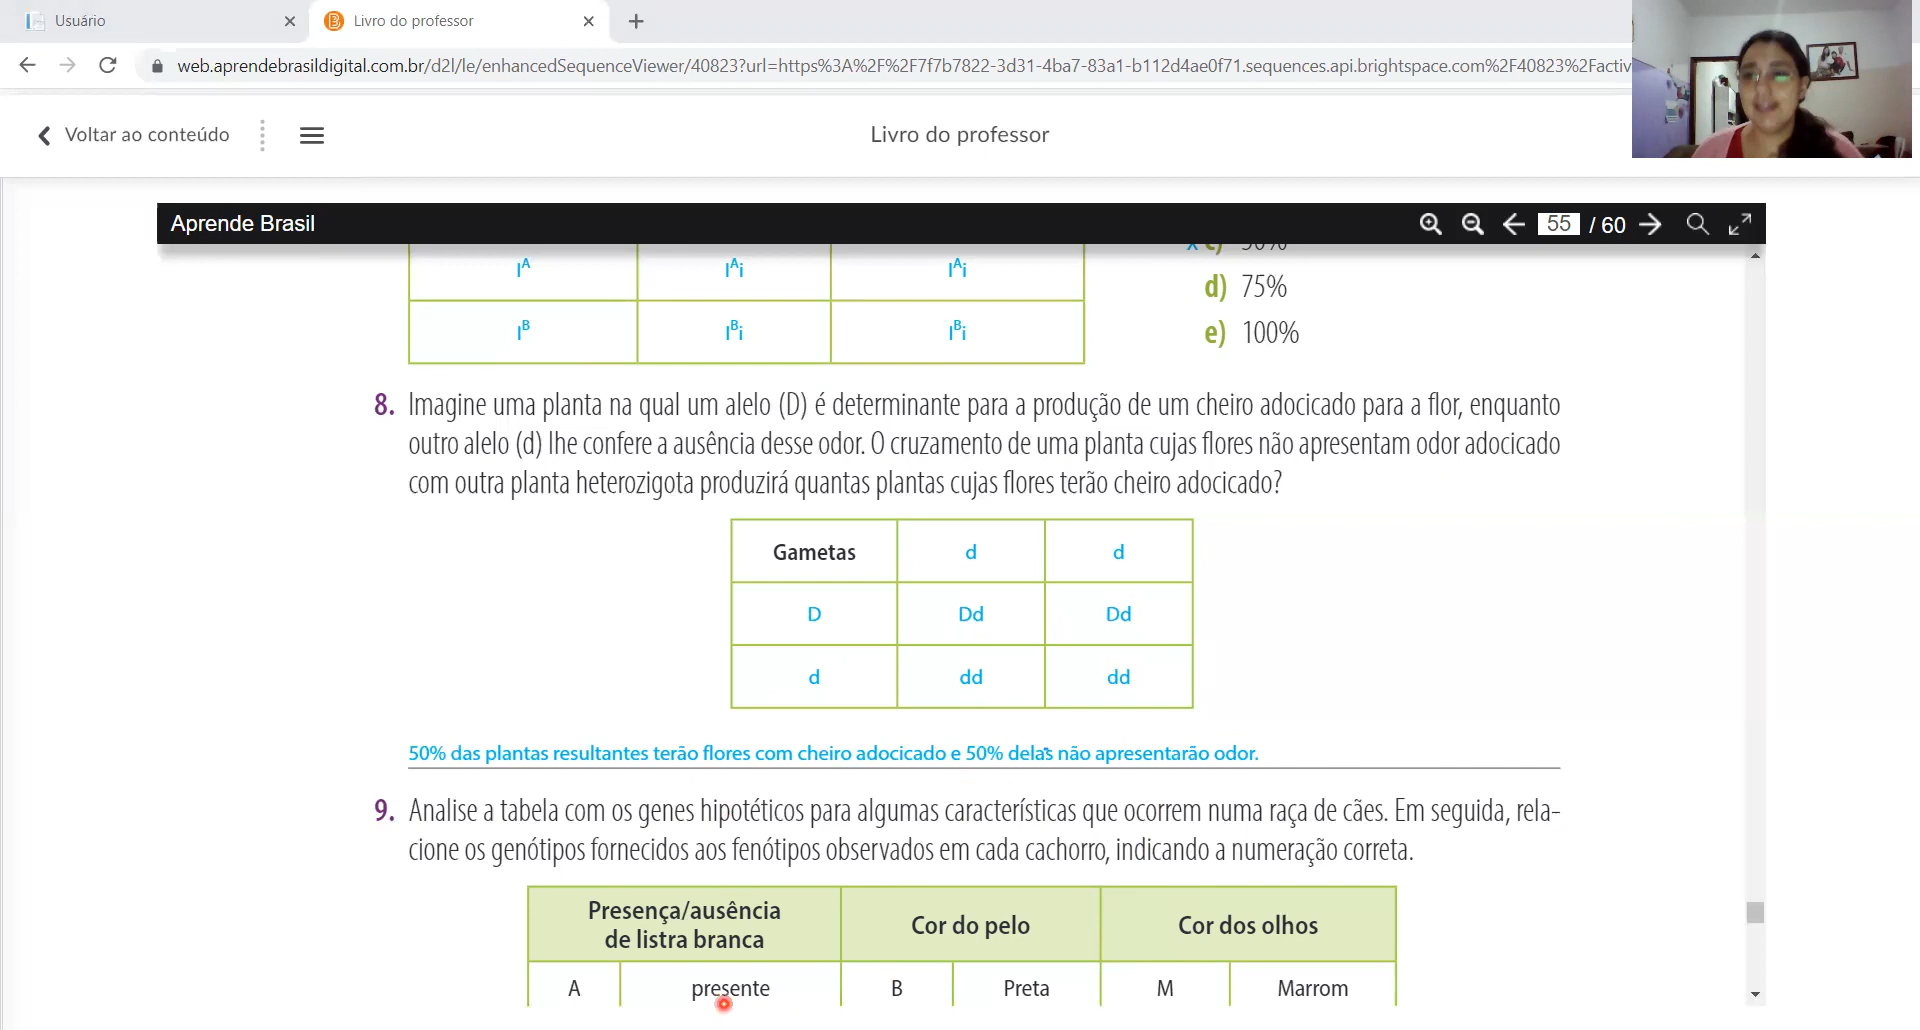 Usuário
Livro do professor
web.aprendebrasildigital.com.br/d2l/le/enhancedSequenceViewer/40823?url=https%3A%2F%2F7f7b7822-3d31-4ba7-83a1-b112d4ae0f71.sequences.api.brightspace.com%2F40823%2Factiv
Voltar ao conteúdo
Livro do professor
Aprende Brasil
55 / 60
I^A I^Ai I^Ai
d) 75%
I^B I^Bi I^Bi
e) 100%
8. Imagine uma planta na qual um alelo (D) é determinante para a produção de um cheiro adocicado para a flor, enquanto
outro alelo (d) lhe confere a ausência desse odor. O cruzamento de uma planta cujas flores não apresentam odor adocicado
com outra planta heterozigota produzirá quantas plantas cujas flores terão cheiro adocicado?
Gametas d d
D Dd Dd
d dd dd
50% das plantas resultantes terão flores com cheiro adocicado e 50% delas não apresentarão odor.
9. Analise a tabela com os genes hipotéticos para algumas características que ocorrem numa raça de cães. Em seguida, rela-
cione os genótipos fornecidos aos fenótipos observados em cada cachorro, indicando a numeração correta.
Presença/ausência
de listra branca
Cor do pelo
Cor dos olhos
A presente B Preta M Marrom